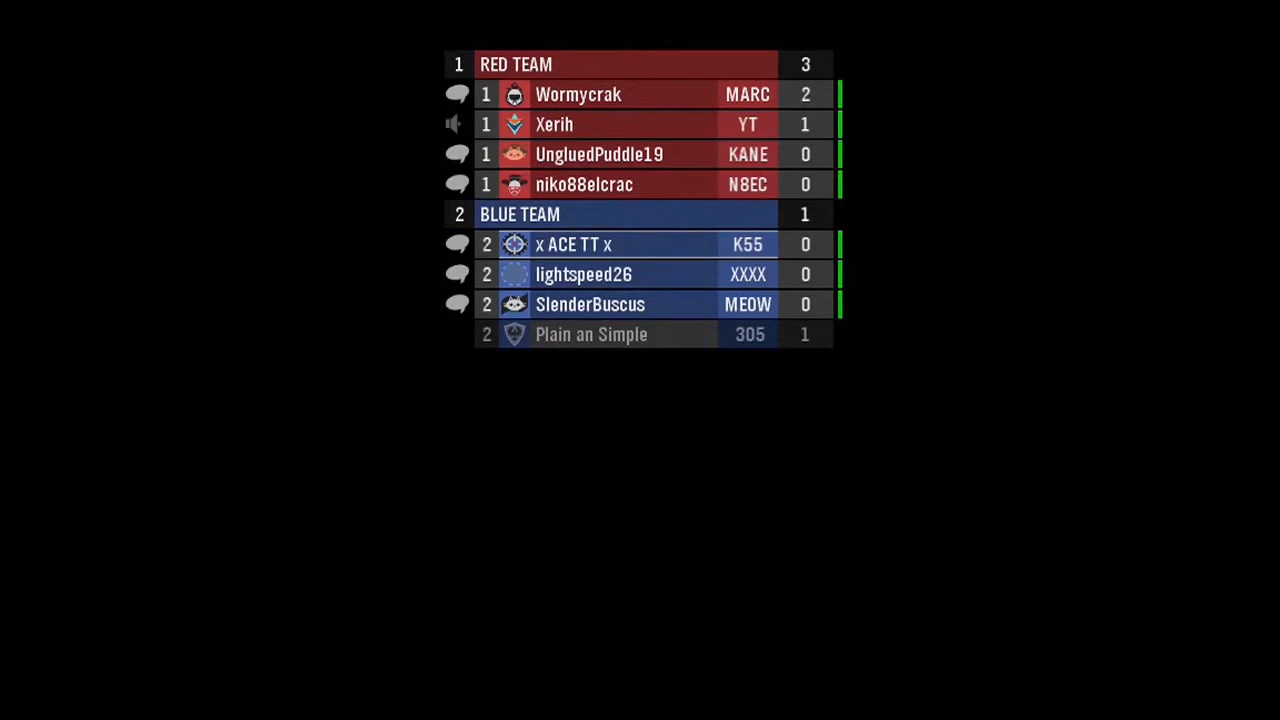 1 RED TEAM 3
1 Wormycrak MARC 2
1 Xerih YT 1
1 UngluedPuddle19 KANE 0
1 niko88elcrac N8EC 0
2 BLUE TEAM 1
2 x ACE TT x K55 0
2 lightspeed26 XXXX 0
2 SlenderBuscus MEOW 0
2 Plain an Simple 305 1